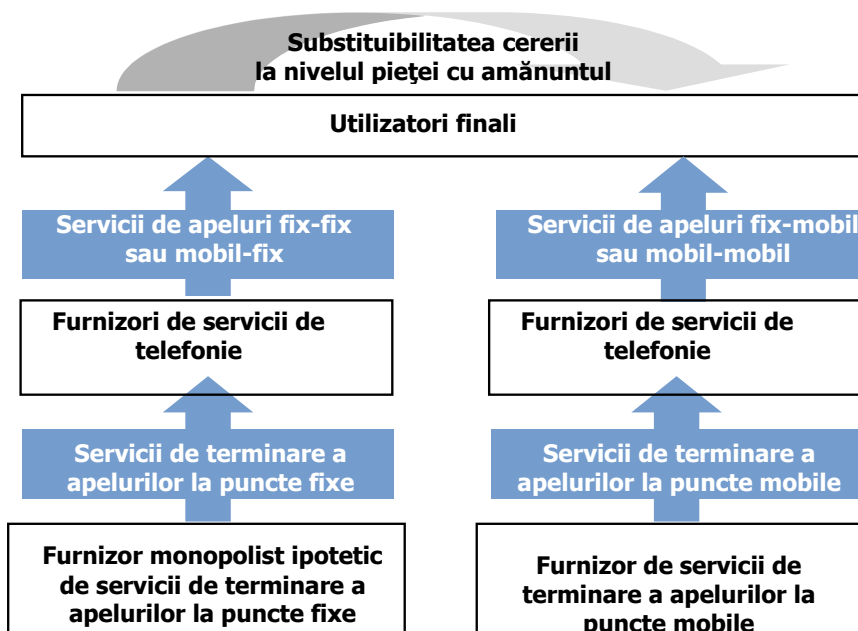 Substituibilitatea cererii
la nivelul pieţei cu amănuntul
Utilizatori finali
Servicii de apeluri fix-fix
sau mobil-fix
Servicii de apeluri fix-mobil
sau mobil-mobil
Furnizori de servicii de
telefonie
Furnizori de servicii de
telefonie
Servicii de terminare a
apelurilor la puncte fixe
Servicii de terminare a
apelurilor la puncte mobile
Furnizor monopolist ipotetic
de servicii de terminare a
apelurilor la puncte fixe
Furnizor de servicii de
terminare a apelurilor la
puncte mobile